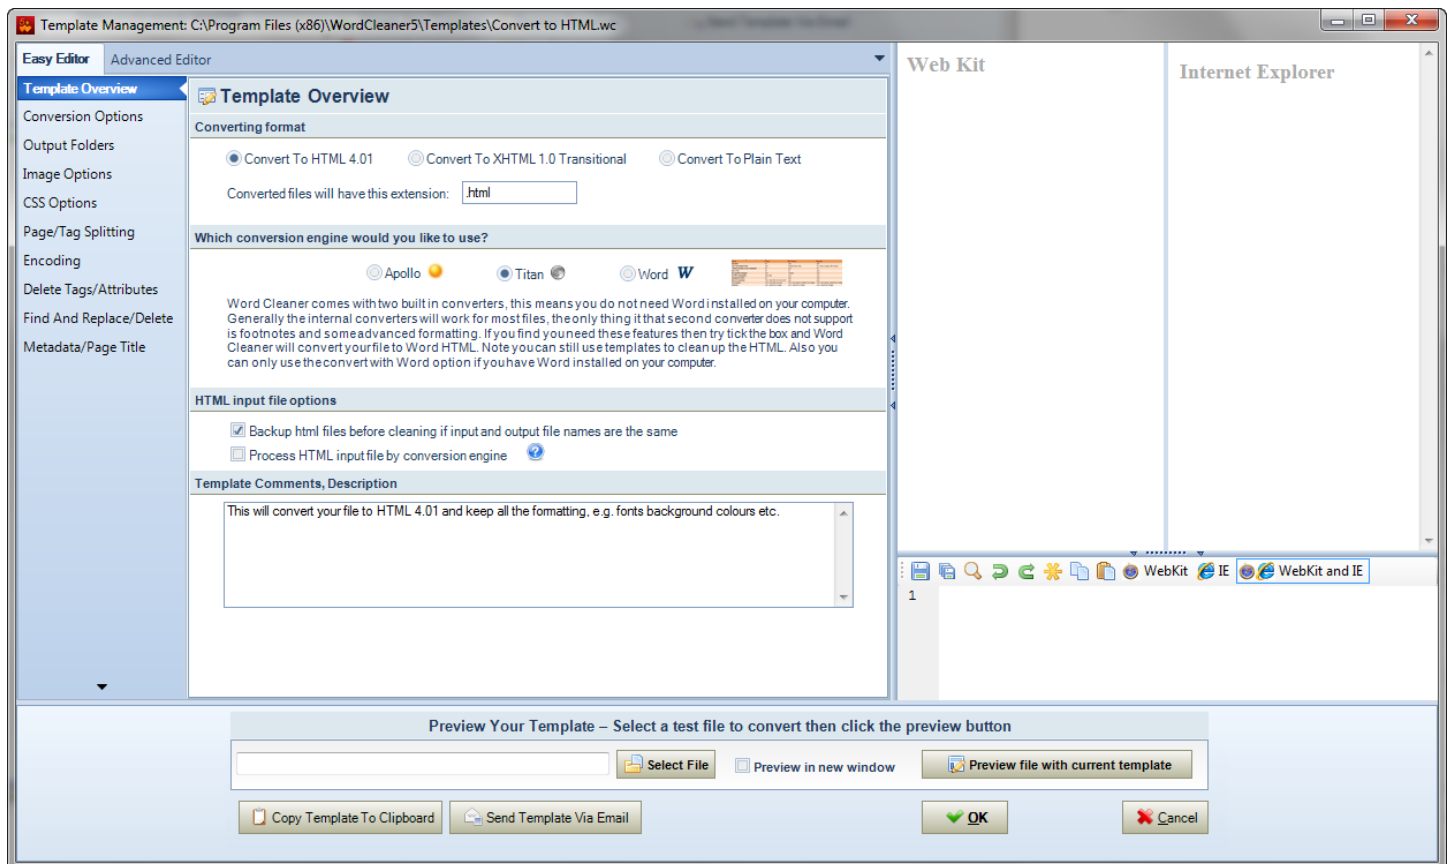 Template Management: C:\Program Files (x86)\WordCleaner5\Templates\Convert to HTML.wc
Send Template Via Email
Easy Editor
Advanced Editor
Template Overview
Conversion Options
Output Folders
Image Options
CSS Options
Page/Tag Splitting
Encoding
Delete Tags/Attributes
Find And Replace/Delete
Metadata/Page Title
Template Overview
Converting format
Convert To HTML 4.01
Convert To XHTML 1.0 Transitional
Convert To Plain Text
Converted files will have this extension:
.html
Which conversion engine would you like to use?
Apollo
Titan
Word
W
Word Cleaner comes with two built in converters, this means you do not need Word installed on your computer.
Generally the internal converters will work for most files, the only thing it that second converter does not support
is footnotes and some advanced formatting. If you find you need these features then try tick the box and Word
Cleaner will convert your file to Word HTML. Note you can still use templates to clean up the HTML. Also you
can only use the convert with Word option if you have Word installed on your computer.
HTML input file options
Backup html files before cleaning if input and output file names are the same
Process HTML input file by conversion engine
Template Comments, Description
This will convert your file to HTML 4.01 and keep all the formatting, e.g. fonts background colours etc.
Web Kit
Internet Explorer
WebKit
IE
WebKit and IE
1
Preview Your Template – Select a test file to convert then click the preview button
Select File
Preview in new window
Preview file with current template
Copy Template To Clipboard
Send Template Via Email
OK
Cancel